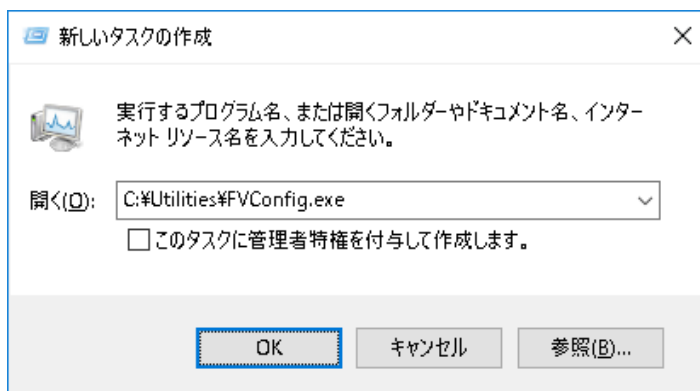 新しいタスクの作成
実行するプログラム名、または開くフォルダーやドキュメント名、インター
ネット リソース名を入力してください。
開く(O): C:¥Utilities¥FVConfig.exe
このタスクに管理者特権を付与して作成します。
OK キャンセル 参照(B)...